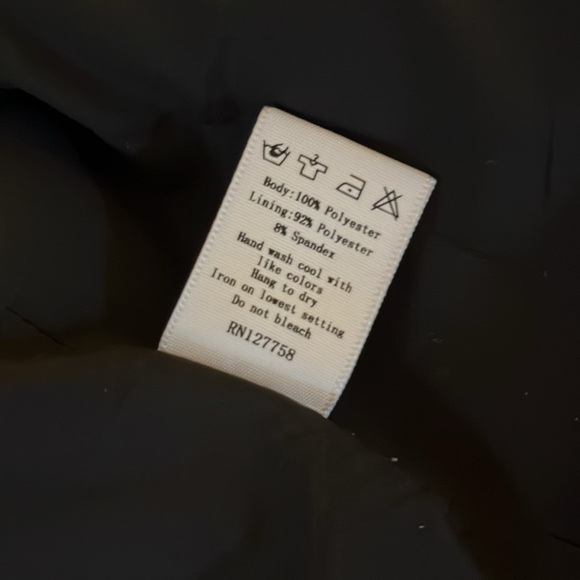 Body:100% Polyester
Lining:92% Polyester
8% Spandex
Hand wash cool with
like colors
Hang to dry
Iron on lowest setting
Do not bleach
RN127758